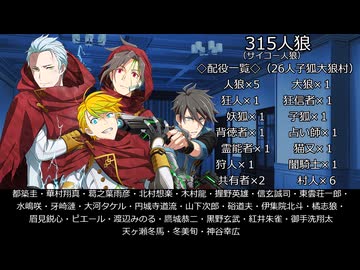 315人狼
(サイコー人狼)
◇配役一覧◇(26人子狐大狼村)
人狼×5 大狼×1
狂人×1 狂信者×1
妖狐×1 子狐×1
背徳者×1 占い師×1
霊能者×1 猫又×1
狩人×1 闇騎士×1
共有者×2 村人×6
都築圭・華村翔真・葛之葉雨彦・北村想楽・木村龍・握野英雄・信玄誠司・東雲荘一郎・
水嶋咲・牙崎漣・大河タケル・円城寺道流・山下次郎・硲道夫・伊集院北斗・橘志狼・
眉見鋭心・ピエール・渡辺みのる・鷹城恭二・黒野玄武・紅井朱雀・御手洗翔太
天ヶ瀬冬馬・冬美旬・神谷幸広